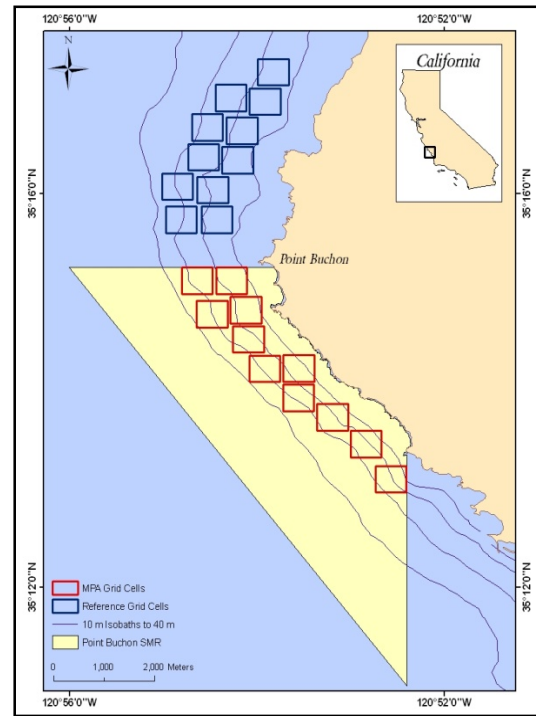 120°56'0"W 120°52'0"W
N
California
35°16'0"N 35°16'0"N
Point Buchon
35°12'0"N 35°12'0"N
MPA Grid Cells
Reference Grid Cells
10 m Isobaths to 40 m
Point Buchon SMR
0 1,000 2,000 Meters
120°56'0"W 120°52'0"W